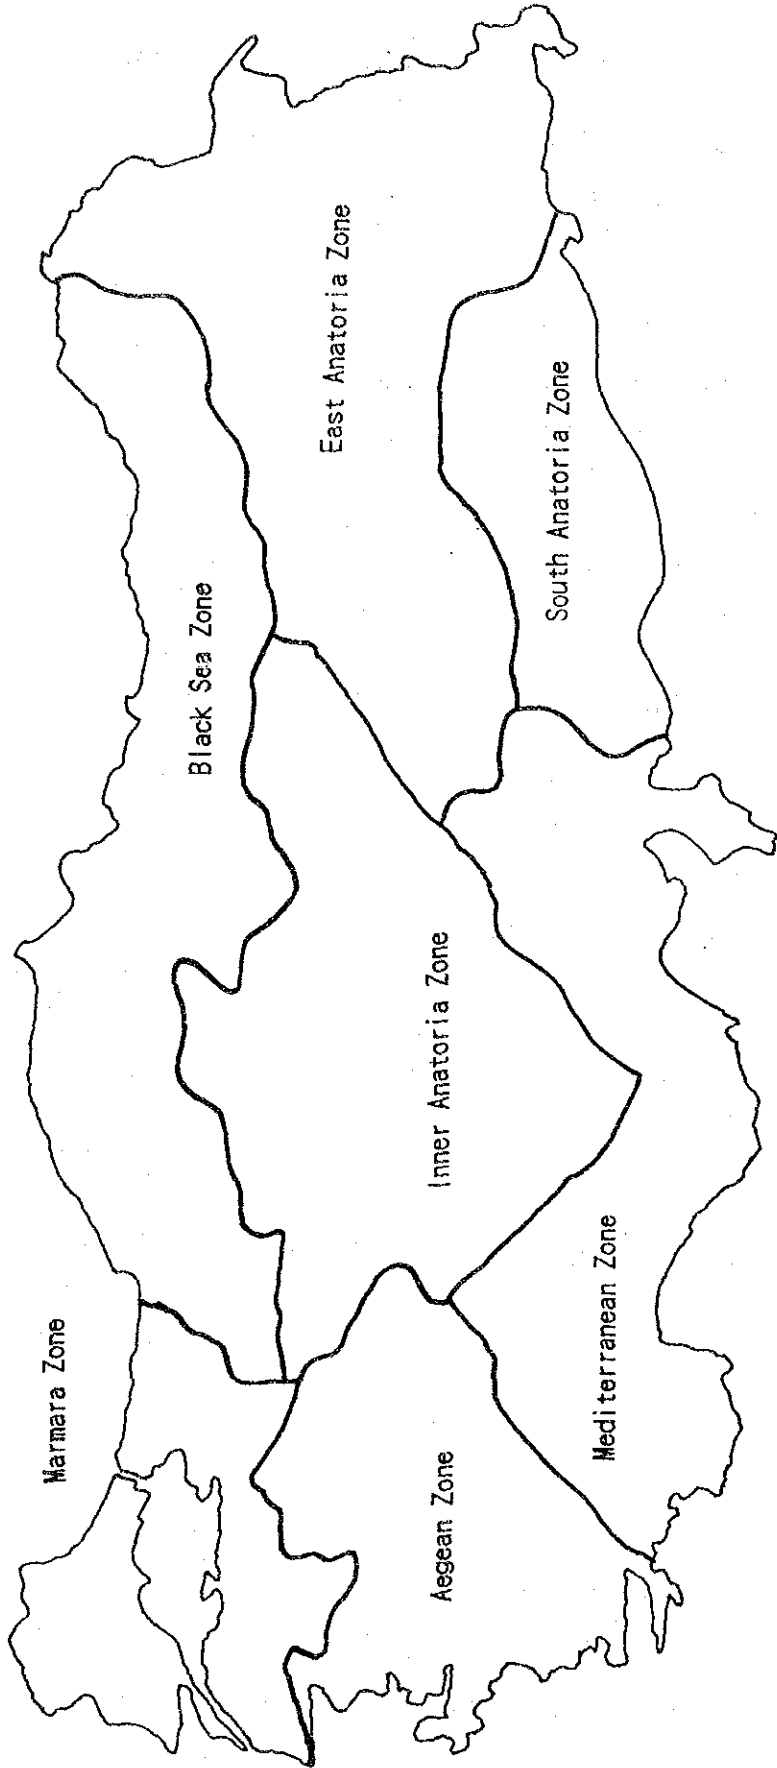 Marmara Zone
Black Sea Zone
East Anatoria Zone
Inner Anatoria Zone
Aegean Zone
Mediterranean Zone
South Anatoria Zone